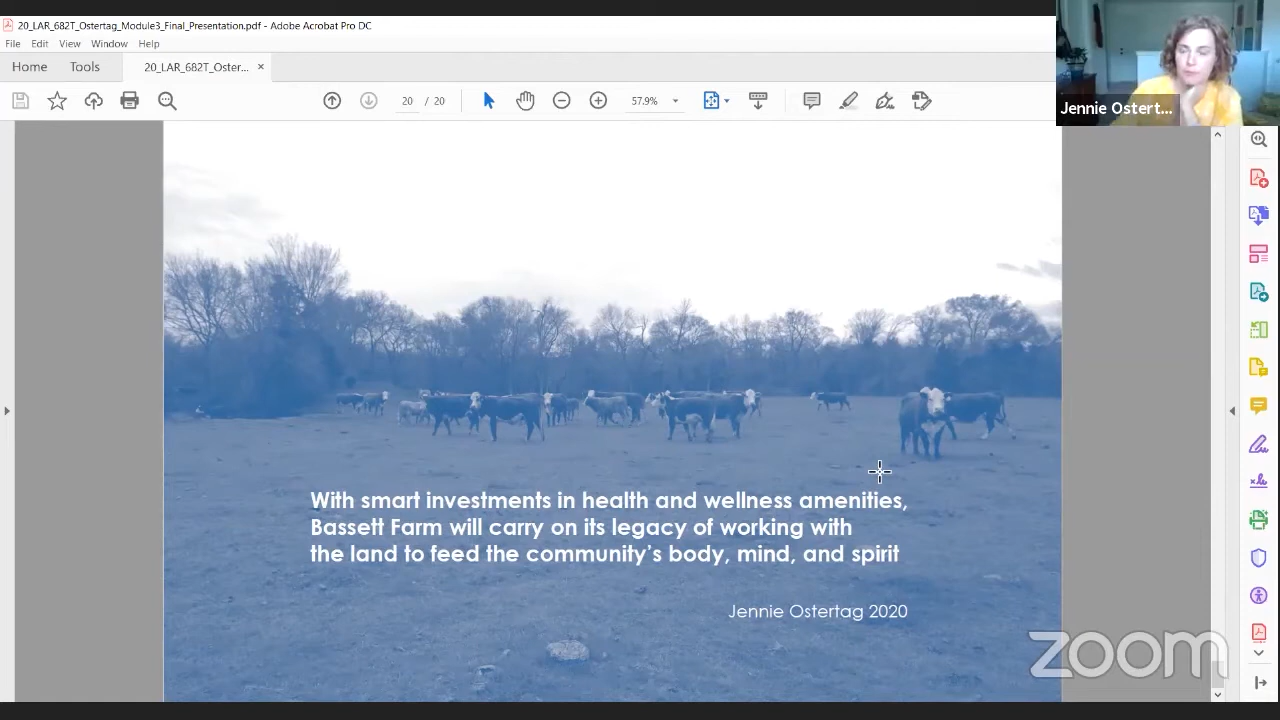 20_LAR_682T_Ostertag_Module3_Final_Presentation.pdf - Adobe Acrobat Pro DC
File Edit View Window Help
Home Tools 20_LAR_682T_Oster... ×
20 / 20 57.9%
Jennie Ostert...
With smart investments in health and wellness amenities,
Bassett Farm will carry on its legacy of working with
the land to feed the community's body, mind, and spirit
Jennie Ostertag 2020
zoom